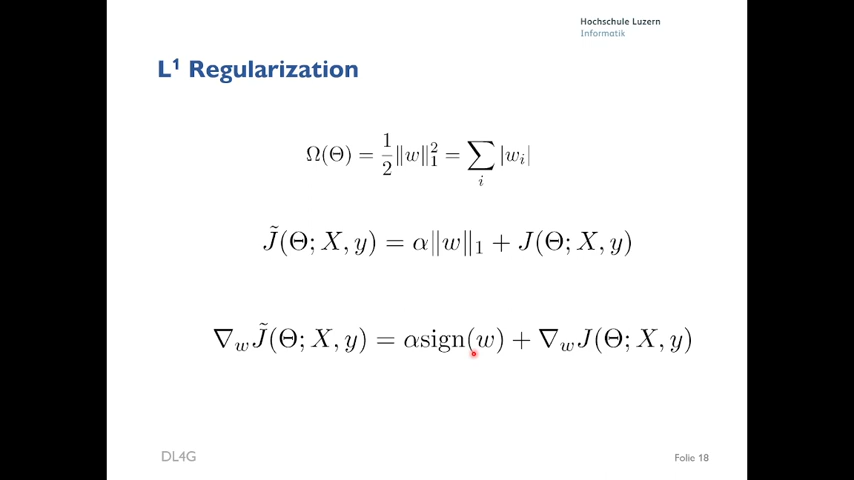 Hochschule Luzern
Informatik
L¹ Regularization
Ω(Θ) = 1/2 ‖w‖₁² = ∑ᵢ |wᵢ|
J̃(Θ; X, y) = α‖w‖₁ + J(Θ; X, y)
∇_w J̃(Θ; X, y) = αsign(w) + ∇_w J(Θ; X, y)
DL4G
Folie 18